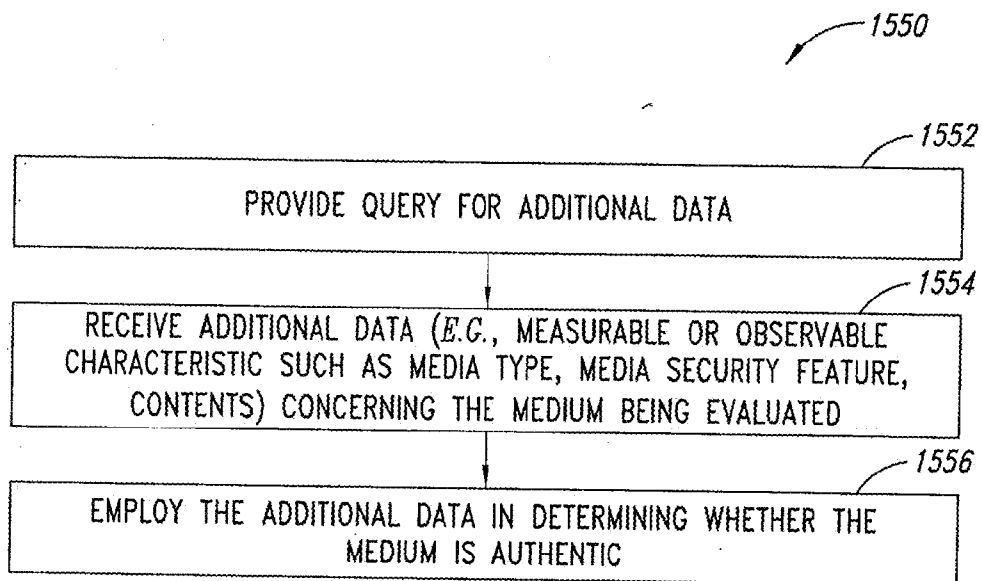 1550
1552
PROVIDE QUERY FOR ADDITIONAL DATA
1554
RECEIVE ADDITIONAL DATA (E.G., MEASURABLE OR OBSERVABLE
CHARACTERISTIC SUCH AS MEDIA TYPE, MEDIA SECURITY FEATURE,
CONTENTS) CONCERNING THE MEDIUM BEING EVALUATED
1556
EMPLOY THE ADDITIONAL DATA IN DETERMINING WHETHER THE
MEDIUM IS AUTHENTIC